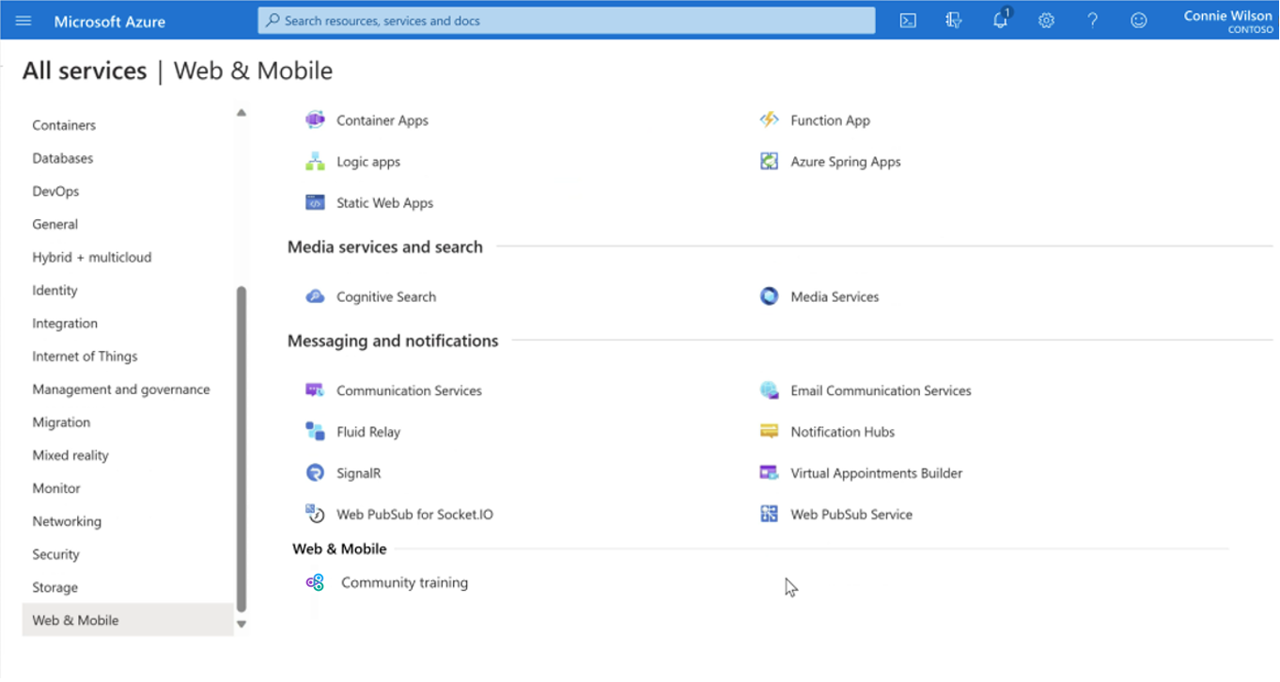 Microsoft Azure
Search resources, services and docs
1
Connie Wilson
CONTOSO
All services | Web & Mobile
Containers
Databases
DevOps
General
Hybrid + multicloud
Identity
Integration
Internet of Things
Management and governance
Migration
Mixed reality
Monitor
Networking
Security
Storage
Web & Mobile
Container Apps
Function App
Logic apps
Azure Spring Apps
Static Web Apps
Media services and search
Cognitive Search
Media Services
Messaging and notifications
Communication Services
Email Communication Services
Fluid Relay
Notification Hubs
SignalR
Virtual Appointments Builder
Web PubSub for Socket.IO
Web PubSub Service
Web & Mobile
Community training